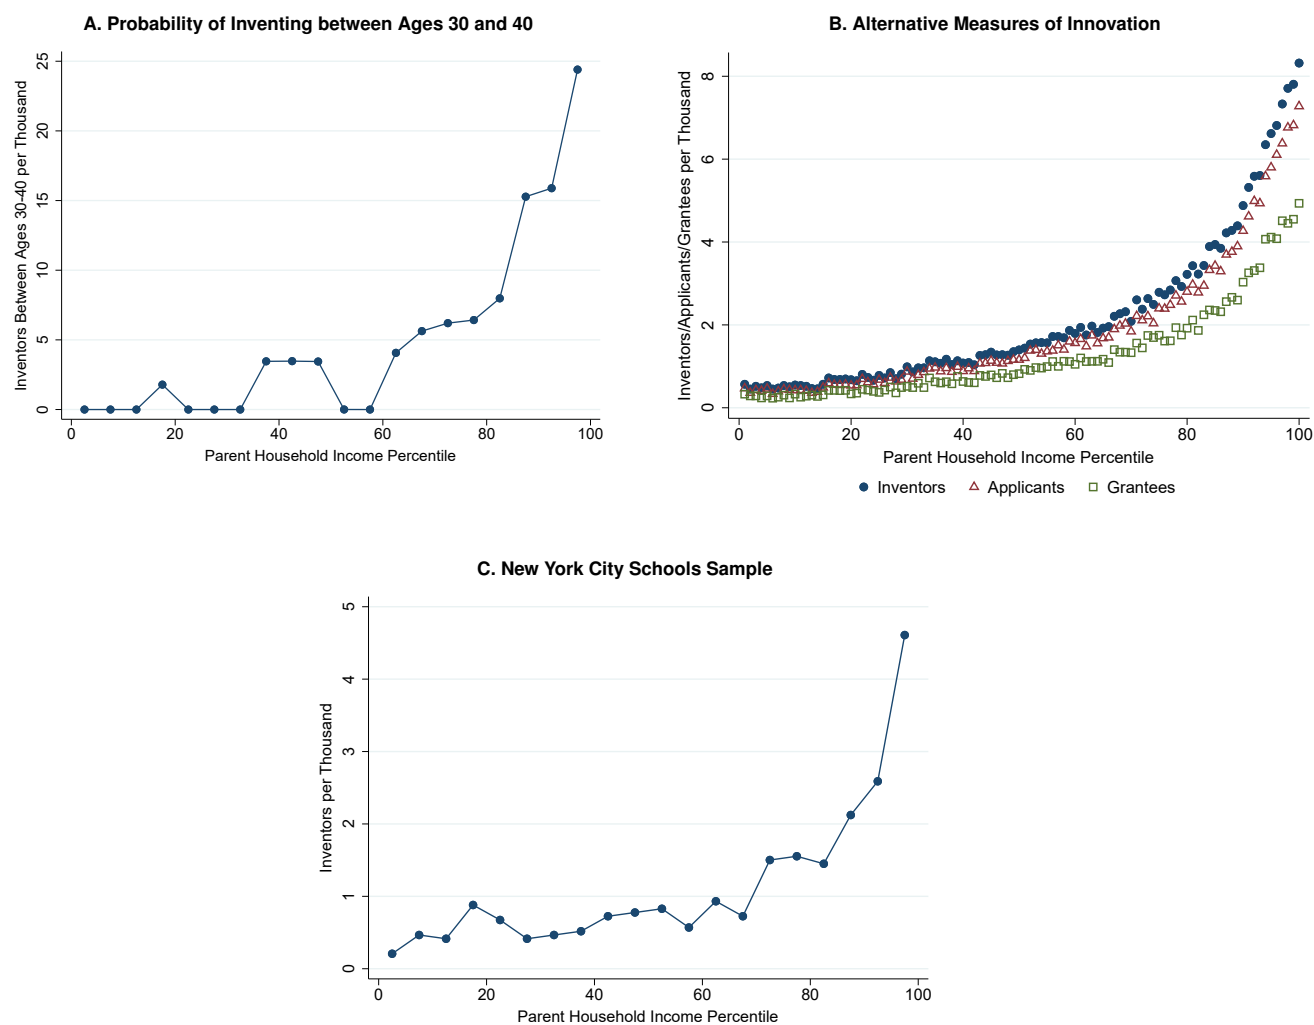 A. Probability of Inventing between Ages 30 and 40
Inventors Between Ages 30-40 per Thousand
25
20
15
10
5
0
0 20 40 60 80 100
Parent Household Income Percentile
B. Alternative Measures of Innovation
Inventors/Applicants/Grantees per Thousand
8
6
4
2
0
0 20 40 60 80 100
Parent Household Income Percentile
Inventors Applicants Grantees
C. New York City Schools Sample
Inventors per Thousand
5
4
3
2
1
0
0 20 40 60 80 100
Parent Household Income Percentile